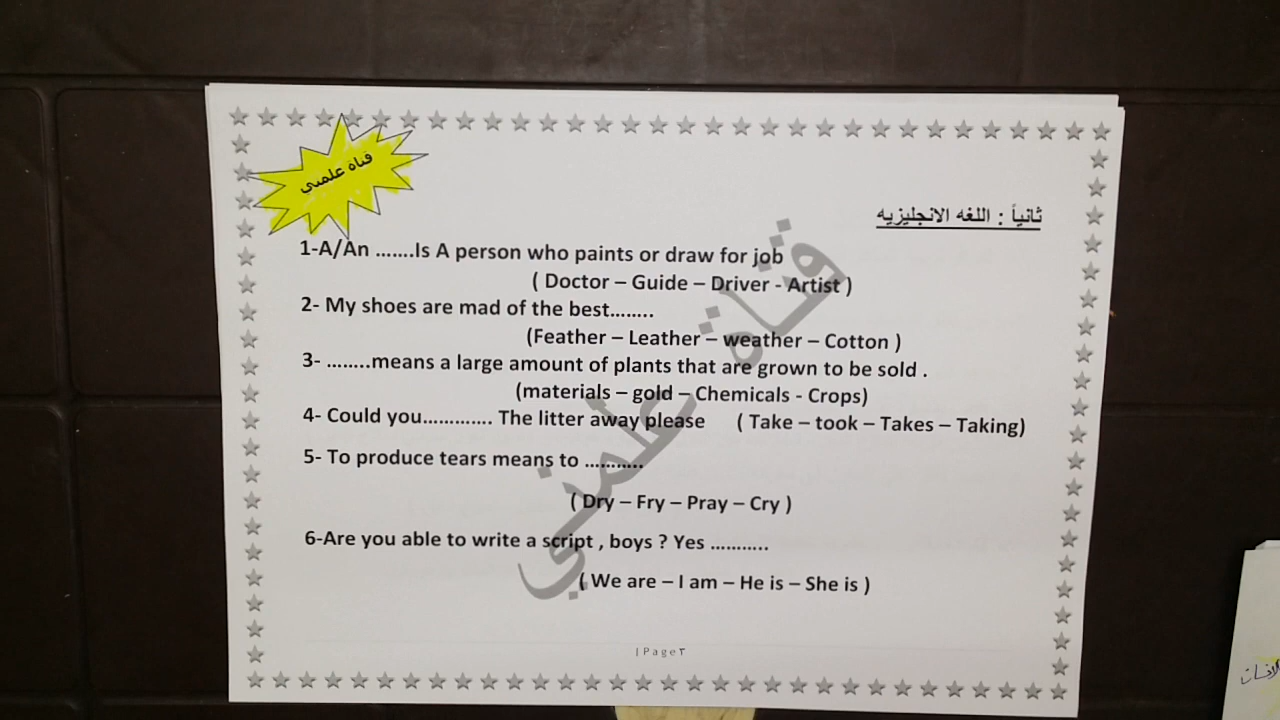 قناة علمني
ثانياً : اللغه الانجليزيه
1-A/An .......Is A person who paints or draw for job
( Doctor – Guide – Driver - Artist )
2- My shoes are mad of the best........
(Feather – Leather – weather – Cotton )
3- ........means a large amount of plants that are grown to be sold .
(materials – gold – Chemicals - Crops)
4- Could you............. The litter away please ( Take – took – Takes – Taking)
5- To produce tears means to ...........
( Dry – Fry – Pray – Cry )
6-Are you able to write a script , boys ? Yes ...........
( We are – I am – He is – She is )
قناة علمني
| Page ٣